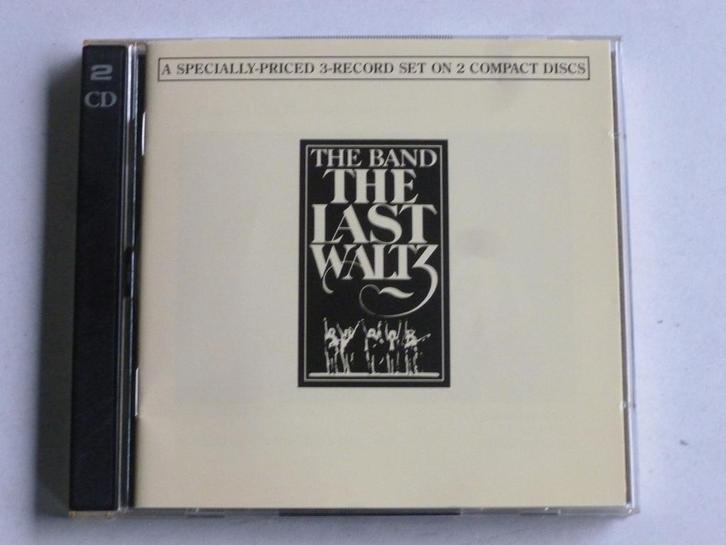 2
CD
A SPECIALLY-PRICED 3-RECORD SET ON 2 COMPACT DISCS
THE BAND
THE
LAST
WALTZ